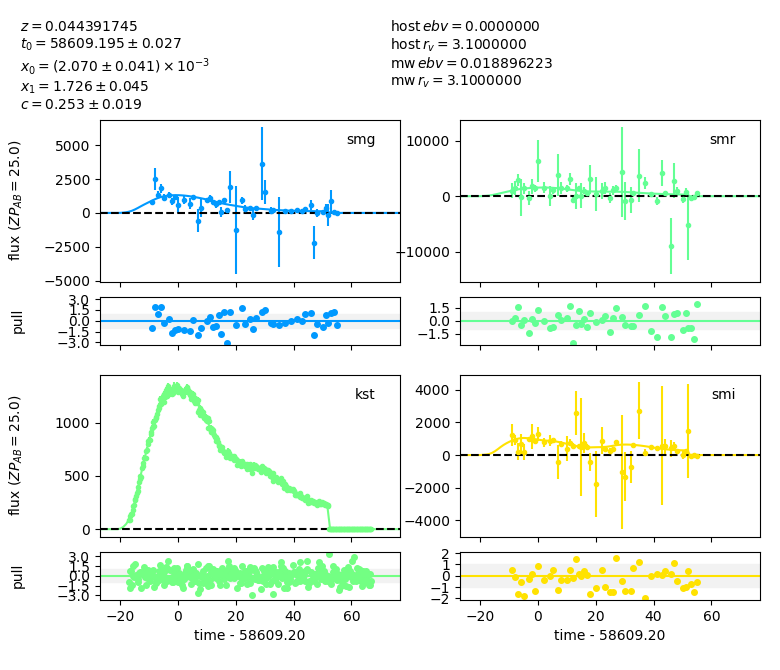 z = 0.044391745
t₀ = 58609.195 ± 0.027
x₀ = (2.070 ± 0.041) × 10⁻³
x₁ = 1.726 ± 0.045
c = 0.253 ± 0.019
host ebv = 0.0000000
host r_v = 3.1000000
mw ebv = 0.018896223
mw r_v = 3.1000000
flux (ZP_AB = 25.0)
5000
2500
0
−2500
−5000
smg
10000
0
−10000
smr
pull
3.0
1.5
0.0
−1.5
−3.0
1.5
0.0
−1.5
flux (ZP_AB = 25.0)
1000
500
0
kst
4000
2000
0
−2000
−4000
smi
pull
3.0
1.5
0.0
−1.5
−3.0
2
1
0
−1
−2
−20 0 20 40 60
−20 0 20 40 60
time - 58609.20
time - 58609.20